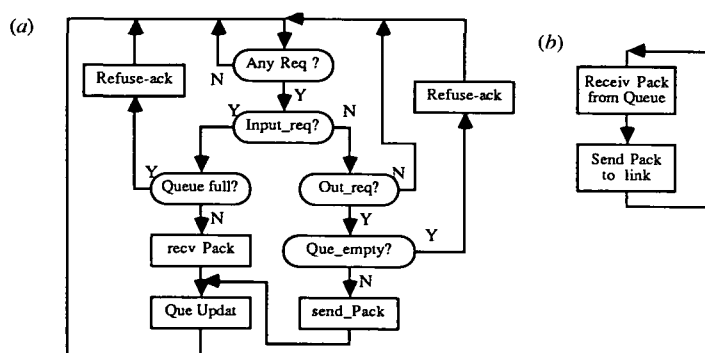 (a)
Any Req ?
N
Y
Refuse-ack
Input_req?
Y
N
Refuse-ack
Y
Queue full?
N
Out_req?
N
Y
recv Pack
Que_empty?
Y
N
Que Updat
send_Pack
(b)
Receiv Pack
from Queue
Send Pack
to link